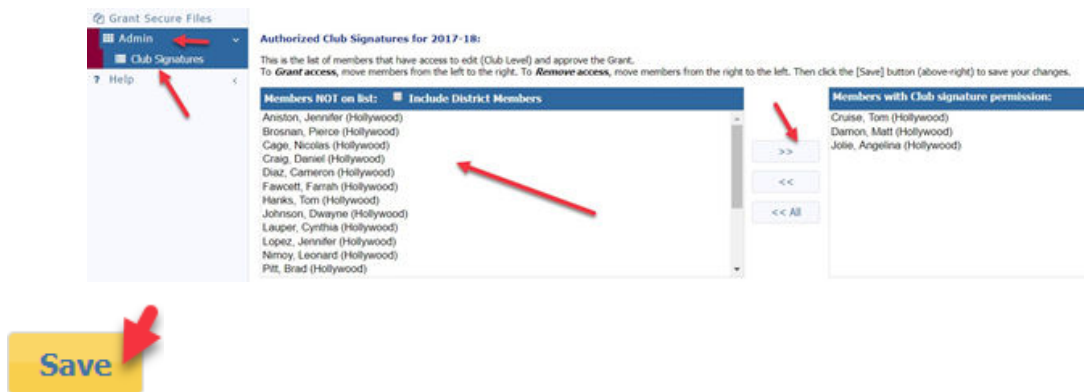 Grant Secure Files
Admin
Club Signatures
? Help
Authorized Club Signatures for 2017-18:
This is the list of members that have access to edit (Club Level) and approve the Grant.
To Grant access, move members from the left to the right. To Remove access, move members from the right to the left. Then click the [Save] button (above-right) to save your changes.
Members NOT on list: Include District Members
Aniston, Jennifer (Hollywood)
Brosnan, Pierce (Hollywood)
Cage, Nicolas (Hollywood)
Craig, Daniel (Hollywood)
Diaz, Cameron (Hollywood)
Fawcett, Farrah (Hollywood)
Hanks, Tom (Hollywood)
Johnson, Dwayne (Hollywood)
Lauper, Cynthia (Hollywood)
Lopez, Jennifer (Hollywood)
Nimoy, Leonard (Hollywood)
Pitt, Brad (Hollywood)
>>
<<
<< All
Members with Club signature permission:
Cruise, Tom (Hollywood)
Damon, Matt (Hollywood)
Jolie, Angelina (Hollywood)
Save